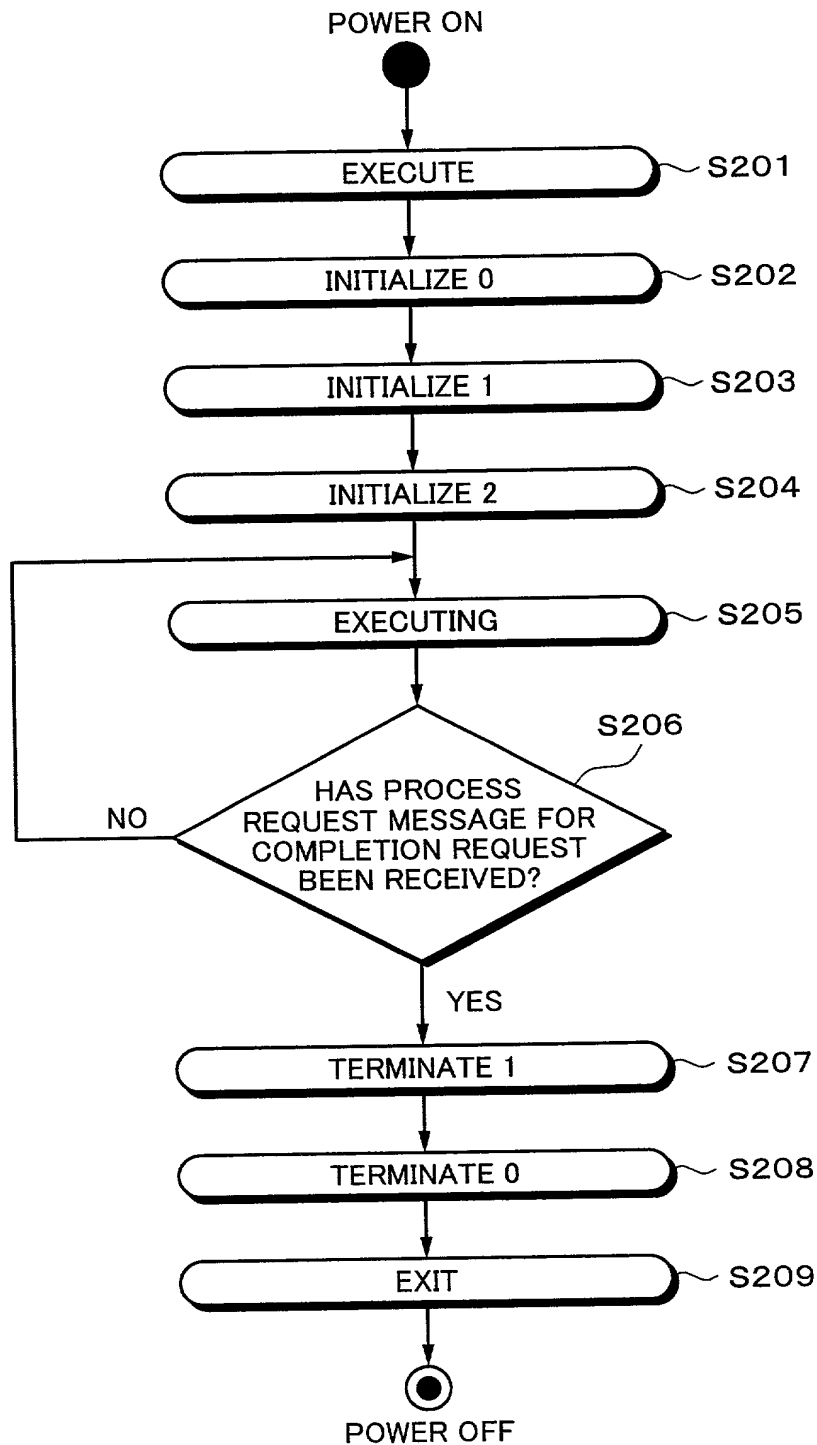 POWER ON
EXECUTE
S201
INITIALIZE 0
S202
INITIALIZE 1
S203
INITIALIZE 2
S204
EXECUTING
S205
S206
HAS PROCESS
REQUEST MESSAGE FOR
COMPLETION REQUEST
BEEN RECEIVED?
NO
YES
TERMINATE 1
S207
TERMINATE 0
S208
EXIT
S209
POWER OFF